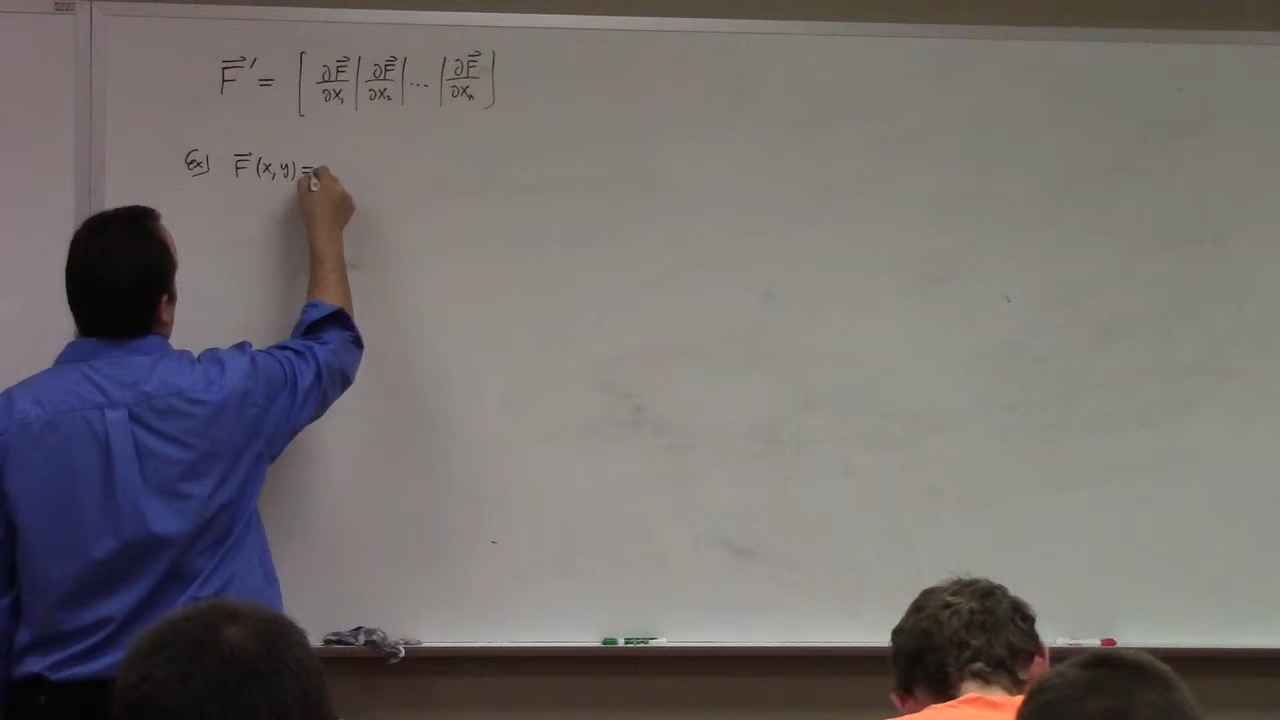 F⃗' = [ ∂F⃗/∂x₁ | ∂F⃗/∂x₂ | ... | ∂F⃗/∂xₙ ]
Ex) F⃗(x, y) =